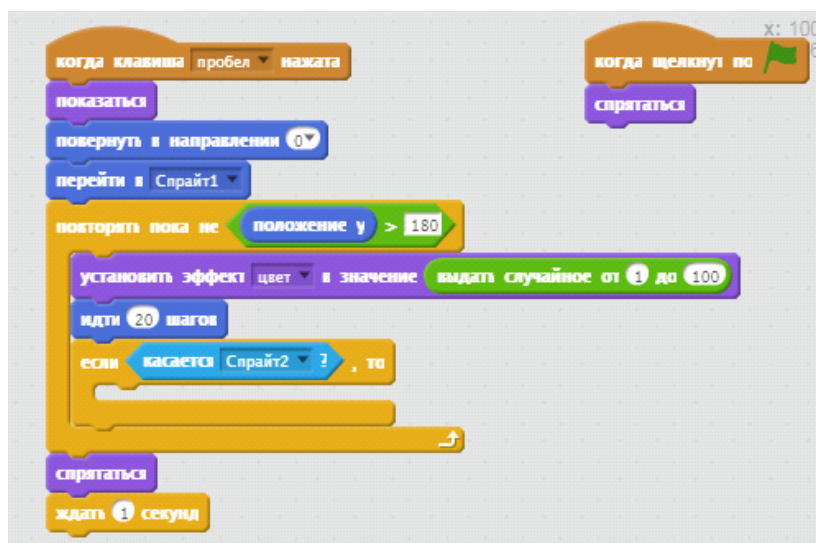 x: 100
когда клавиша пробел нажата
показаться
повернуть в направлении 0
перейти в Спрайт1
повторять пока не положение y > 180
установить эффект цвет в значение выдать случайное от 1 до 100
идти 20 шагов
если касается Спрайт2 ? , то
спрятаться
ждать 1 секунд
когда щелкнут по
спрятаться